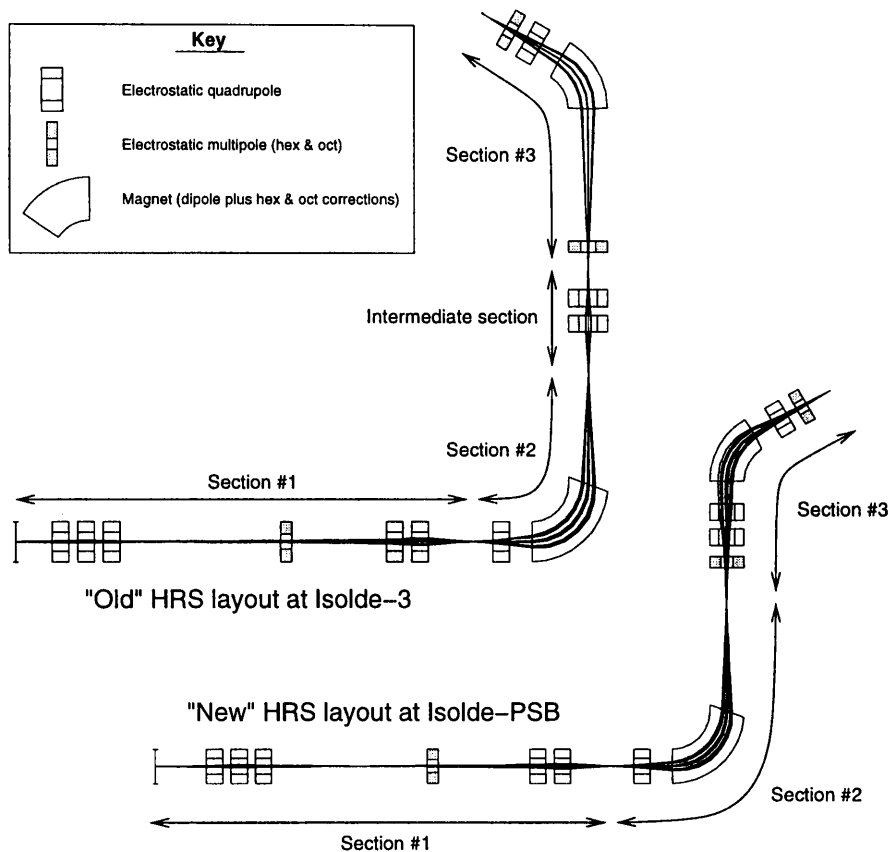 Key
Electrostatic quadrupole
Electrostatic multipole (hex & oct)
Magnet (dipole plus hex & oct corrections)
Section #3
Intermediate section
Section #2
Section #1
"Old" HRS layout at Isolde-3
Section #3
"New" HRS layout at Isolde-PSB
Section #2
Section #1